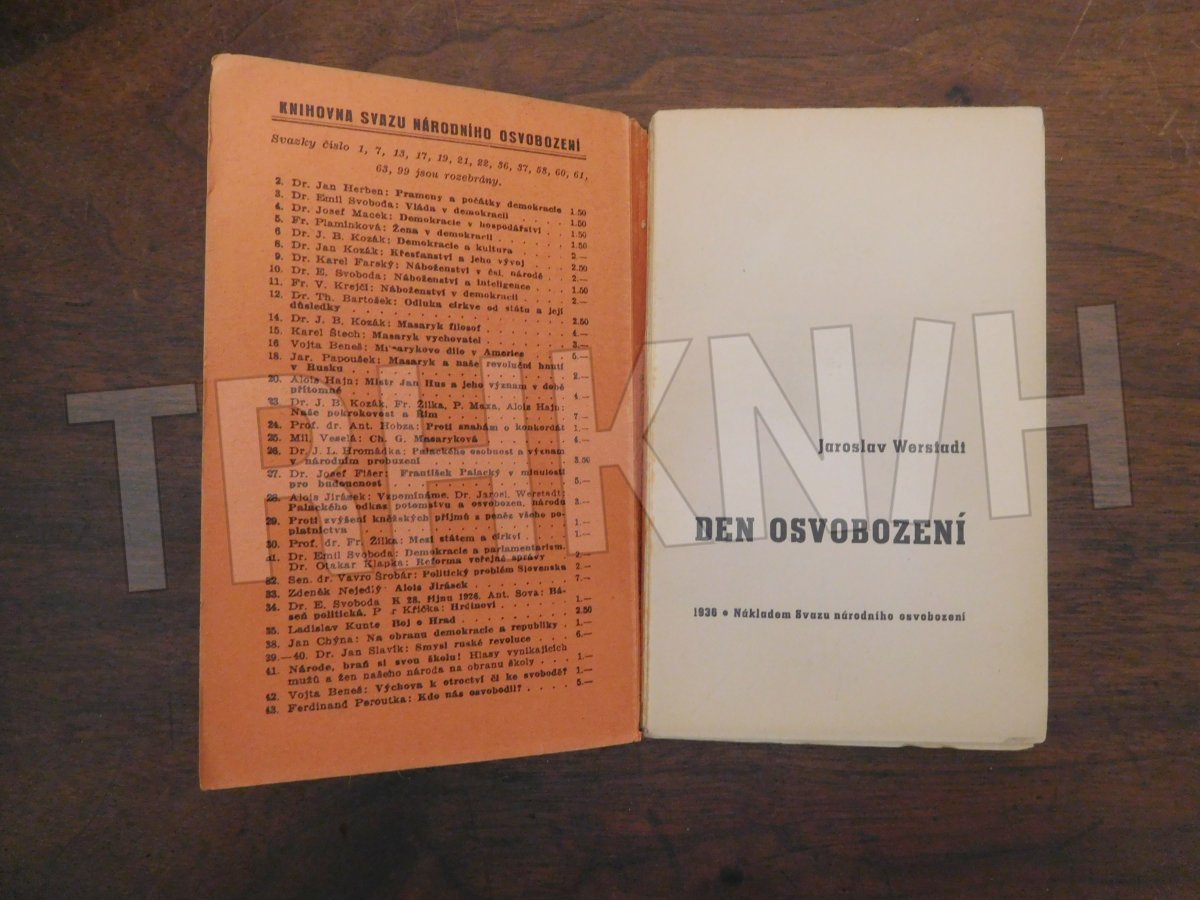 KNIHOVNA SVAZU NÁRODNÍHO OSVOBOZENÍ
Svazky číslo 1, 7, 13, 17, 19, 21, 22, 36, 37, 58, 60, 61,
63, 99 jsou rozebrány.
2. Dr. Jan Herben: Prameny a počátky demokracie 1.50
3. Dr. Emil Svoboda: Vláda v demokracii . . . . 1.50
4. Dr. Josef Macek: Demokracie v hospodářství . . 1.50
5. Fr. Plamínková: Žena v demokracii . . . . . 1.50
6 Dr. J. B. Kozák: Demokracie a kultura . . . . 2.—
8. Dr. Jan Kozák: Křesťanství a jeho vývoj . . . 2.50
9. Dr. Karel Farský: Náboženství v čsl. národě . . 2.—
10. Dr. E. Svoboda: Náboženství a inteligence . . . 1.50
11. Fr. V. Krejčí: Náboženství v demokracii . . . . 2.—
12. Dr. Th. Bartošek: Odluka církve od státu a její
důsledky . . . . . . . . . . . . . 2.50
14. Dr. J. B. Kozák: Masaryk filosof . . . . . . 4.—
15. Karel Štech: Masaryk vychovatel . . . . . . 3.—
16 Vojta Beneš: Masarykovo dílo v Americe . . . 5.—
18. Jar. Papoušek: Masaryk a naše revoluční hnutí
v Rusku . . . . . . . . . . . . . 2.—
20. Alois Hajn: Mistr Jan Hus a jeho význam v době
přítomné . . . . . . . . . . . . . 4.—
23. Dr. J. B. Kozák, Fr. Žilka, P. Maxa, Alois Hajn:
Naše pokrokovost a Řím . . . . . . . . 7.—
24. Prof. dr. Ant. Hobza: Proti snahám o konkordát 1.—
25. Mil. Veselá: Ch. G. Masaryková . . . . . . 4.—
26. Dr. J. L. Hromádka: Palackého osobnost a význam
v národním probuzení . . . . . . . . 3.50
27. Dr. Josef Fišer: František Palacký v minulosti
pro budoucnost . . . . . . . . . . . 5.—
28. Alois Jirásek: Vzpomínáme. Dr. Jarosl. Werstadt:
Palackého odkaz potomstvu a osvobozen. národu 3.—
29. Proti zvýšení kněžských příjmů z peněz všeho po-
platnictva . . . . . . . . . . . . 1.—
30. Prof. dr. Fr. Žilka: Mezi státem a církví . . . 1.—
31. Dr. Emil Svoboda: Demokracie a parlamentarism.
Dr. Otakar Klapka: Reforma veřejné správy 2.—
32. Sen. dr. Vavro Šrobár: Politický problém Slovenska 2.—
33. Zdeněk Nejedlý Alois Jirásek . . . . . . . 7.—
34. Dr. E. Svoboda K 28. říjnu 1926. Ant. Sova: Bá-
seň politická. P r Křička: Hrdinovi . . . . . 1.—
35. Ladislav Kunte Boj o Hrad . . . . . . . . 2.50
38. Jan Chýna: Na obranu demokracie a republiky . 1.—
39.—40. Dr. Jan Slavík: Smysl ruské revoluce . . . 6.—
41. Národe, braň si svou školu! Hlasy vynikajících
mužů a žen našeho národa na obranu školy . . . 1.—
42. Vojta Beneš: Výchova k otroctví či ke svobodě? 1.—
43. Ferdinand Peroutka: Kdo nás osvobodil? . . . . 5.—
Jaroslav Werstadt
DEN OSVOBOZENÍ
1936 • Nákladem Svazu národního osvobození